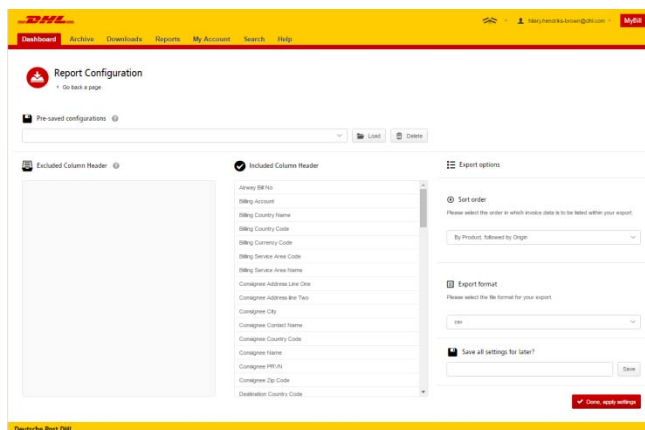 DHL
hilary.hendriks-brown@dhl.com
MyBill
Dashboard Archive Downloads Reports My Account Search Help
Report Configuration
Go back a page
Pre-saved configurations
Load Delete
Excluded Column Header
Included Column Header
Export options
Airway Bill No
Billing Account
Billing Country Name
Billing Country Code
Billing Currency Code
Billing Service Area Code
Billing Service Area Name
Consignee Address Line One
Consignee Address line Two
Consignee City
Consignee Contact Name
Consignee Country Code
Consignee Name
Consignee PR\N
Consignee Zip Code
Destination Country Code
Sort order
Please select the order in which invoice data is to be listed within your export.
By Product, followed by Origin
Export format
Please select the file format for your export
Save all settings for later?
Save
Done, apply settings
Deutsche Post DHL